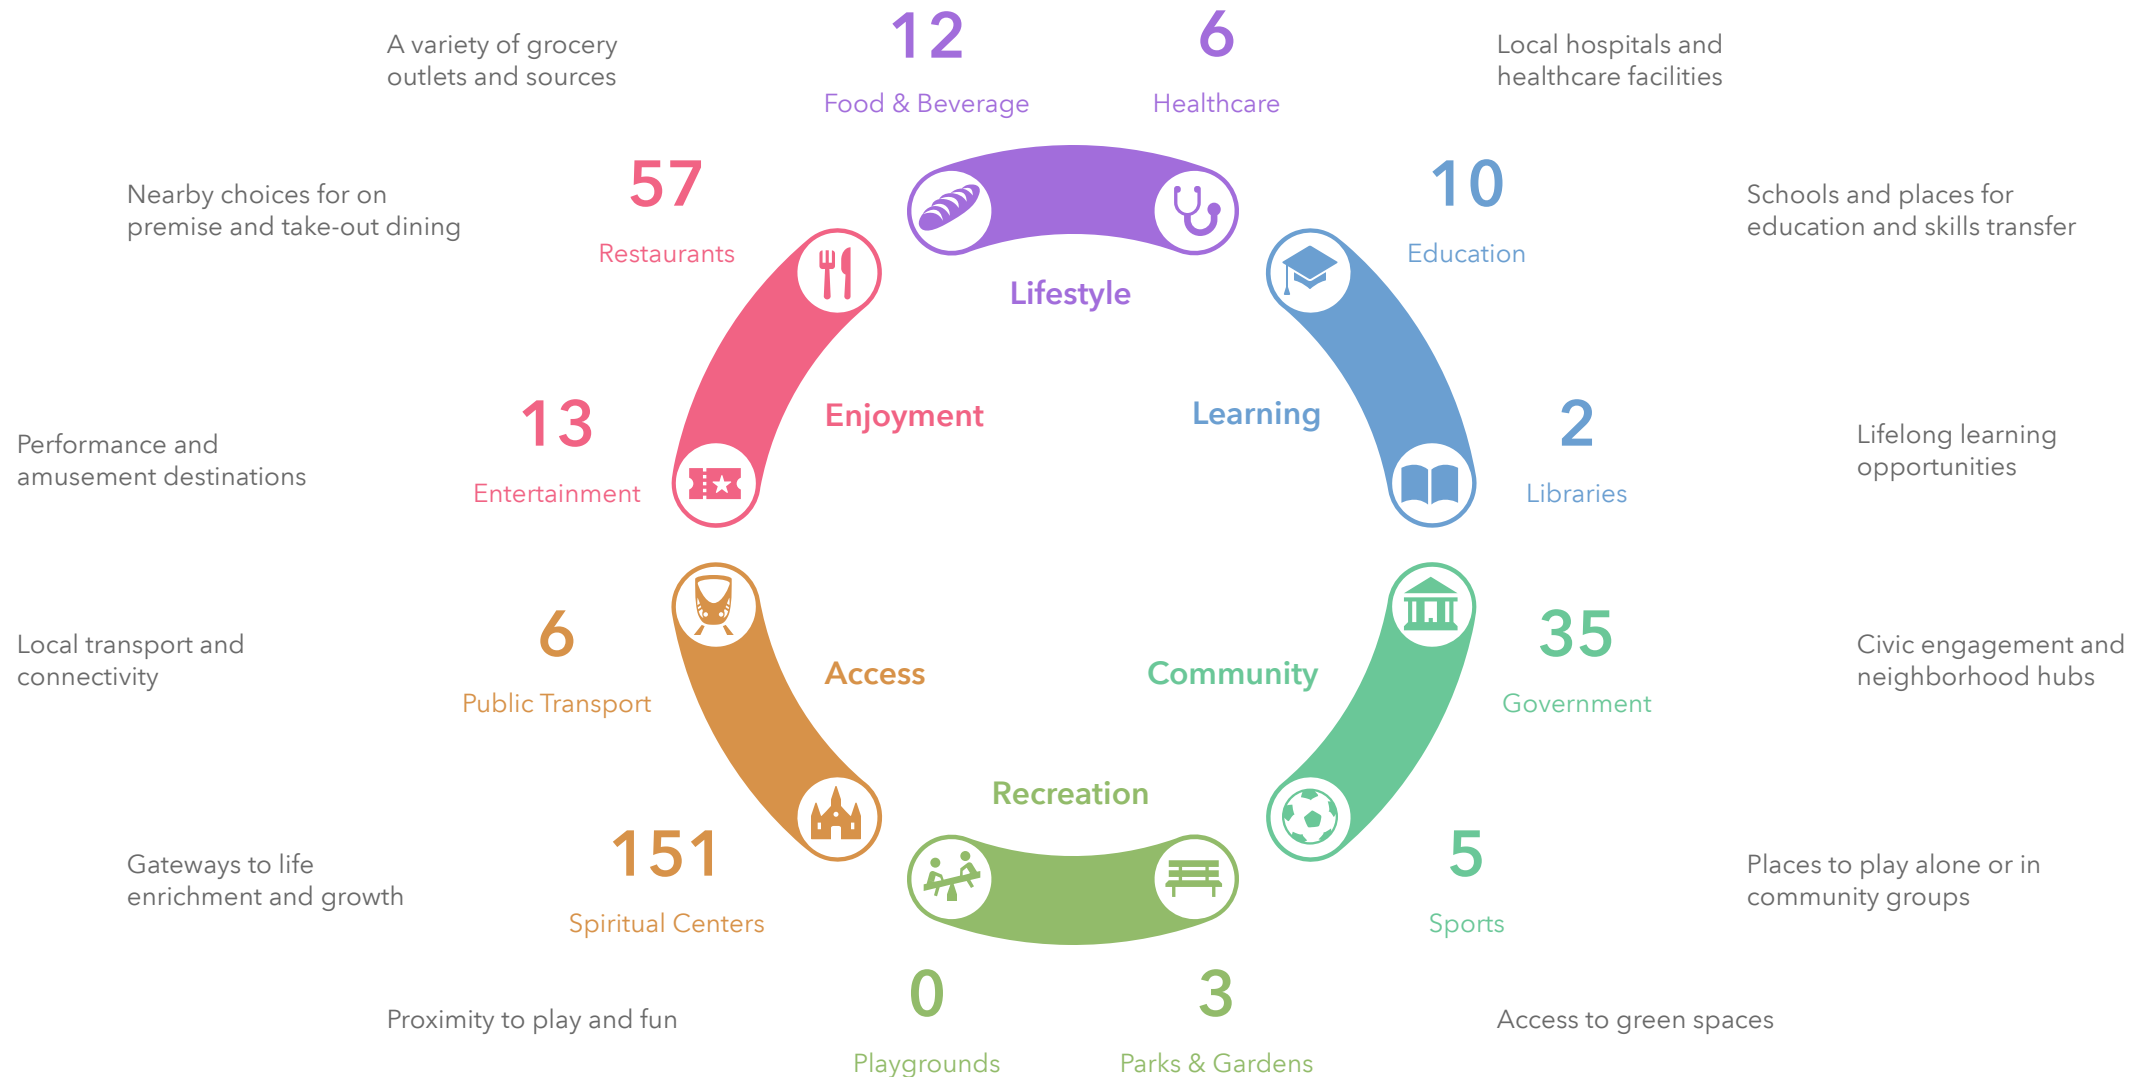 12
6
A variety of grocery
outlets and sources
Food & Beverage
Healthcare
Local hospitals and
healthcare facilities
Lifestyle
57
Restaurants
Nearby choices for on
premise and take-out dining
10
Education
Schools and places for
education and skills transfer
Enjoyment
Learning
13
Entertainment
Performance and
amusement destinations
2
Libraries
Lifelong learning
opportunities
6
Public Transport
Local transport and
connectivity
Access
Community
35
Government
Civic engagement and
neighborhood hubs
Recreation
151
Spiritual Centers
Gateways to life
enrichment and growth
5
Sports
Places to play alone or in
community groups
0
Playgrounds
Proximity to play and fun
3
Parks & Gardens
Access to green spaces